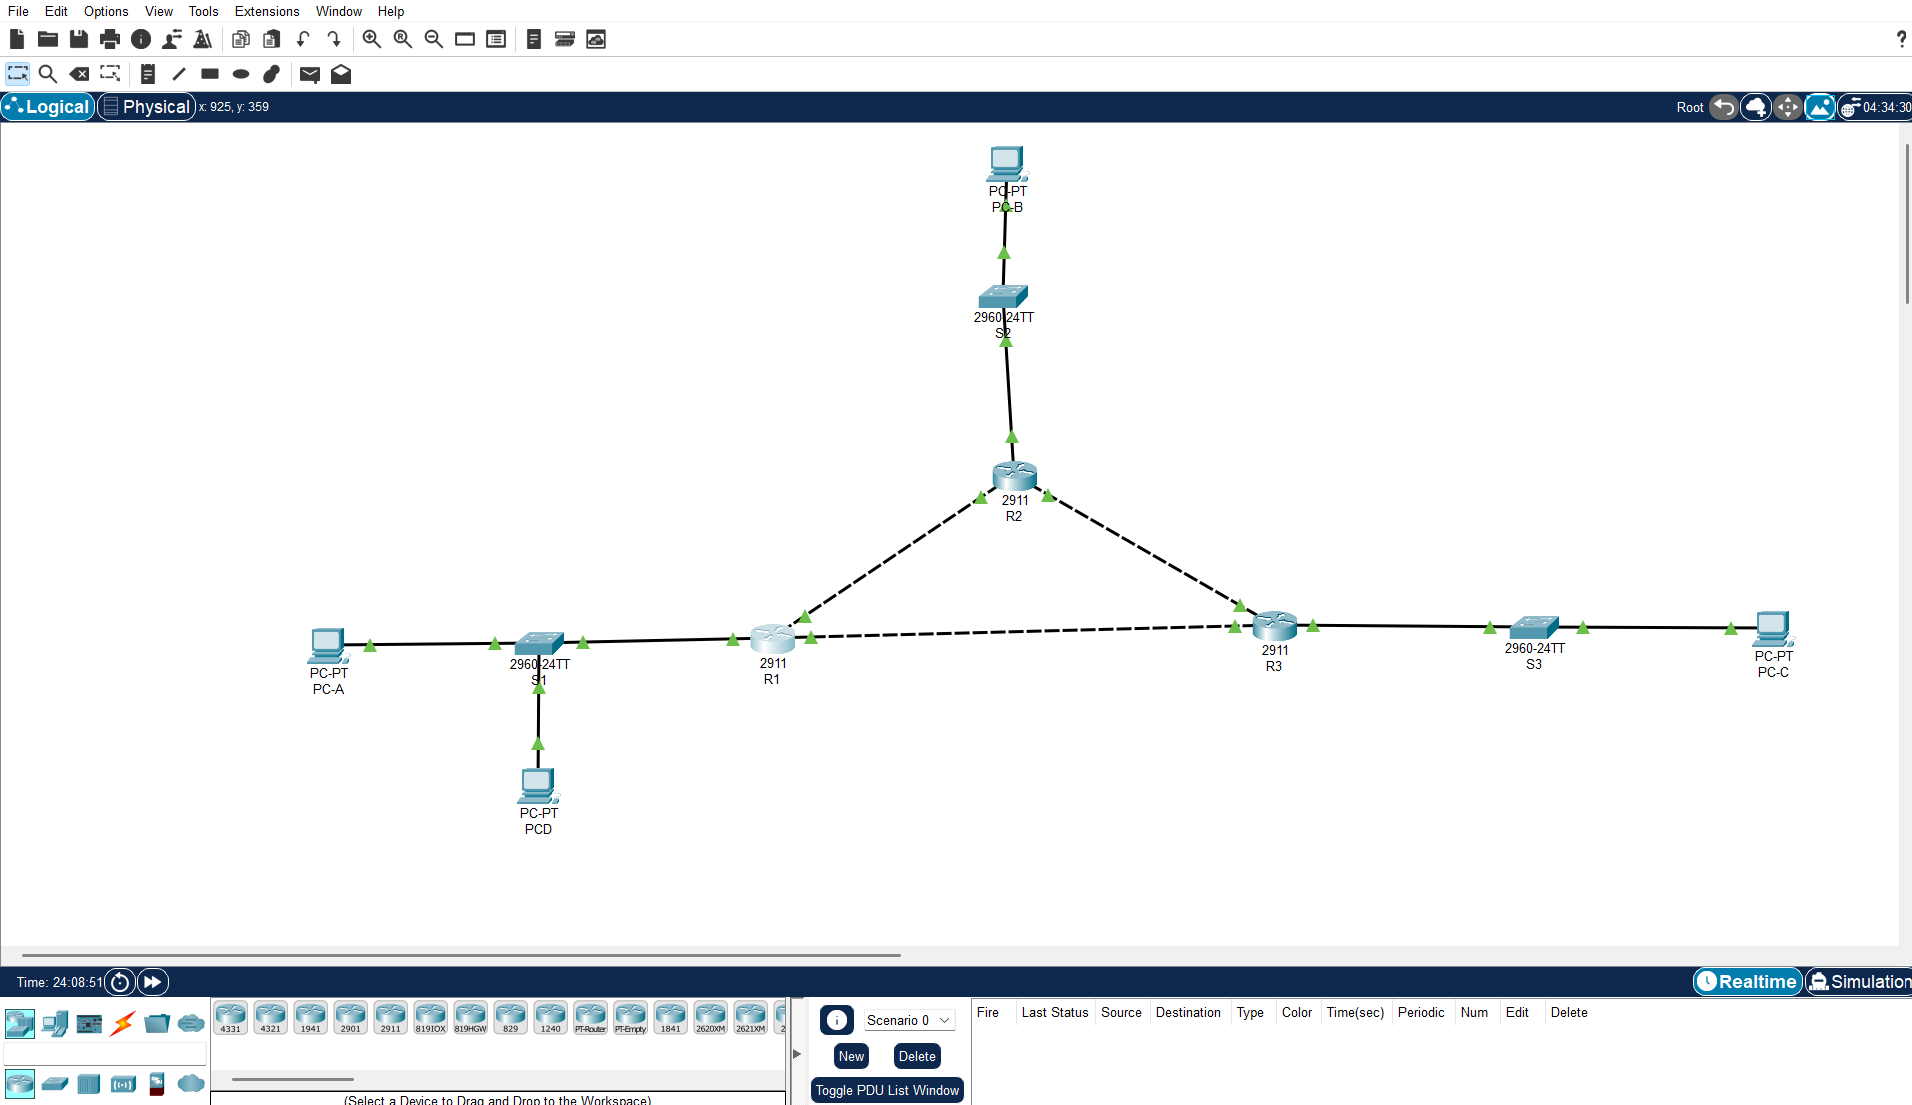 File Edit Options View Tools Extensions Window Help
?
Logical Physical x: 925, y: 359 Root 04:34:30
PC-PT
PC-B
2960-24TT
S2
2911
R2
PC-PT
PC-A
2960-24TT
S1
2911
R1
2911
R3
2960-24TT
S3
PC-PT
PC-C
PC-PT
PCD
Time: 24:08:51 Realtime Simulation
4331 4321 1941 2901 2911 819IOX 819HGW 829 1240 PT-Router PT-Empty 1841 2620XM 2621XM 2
Scenario 0
New Delete
Toggle PDU List Window
Fire Last Status Source Destination Type Color Time(sec) Periodic Num Edit Delete
(Select a Device to Drag and Drop to the Workspace)